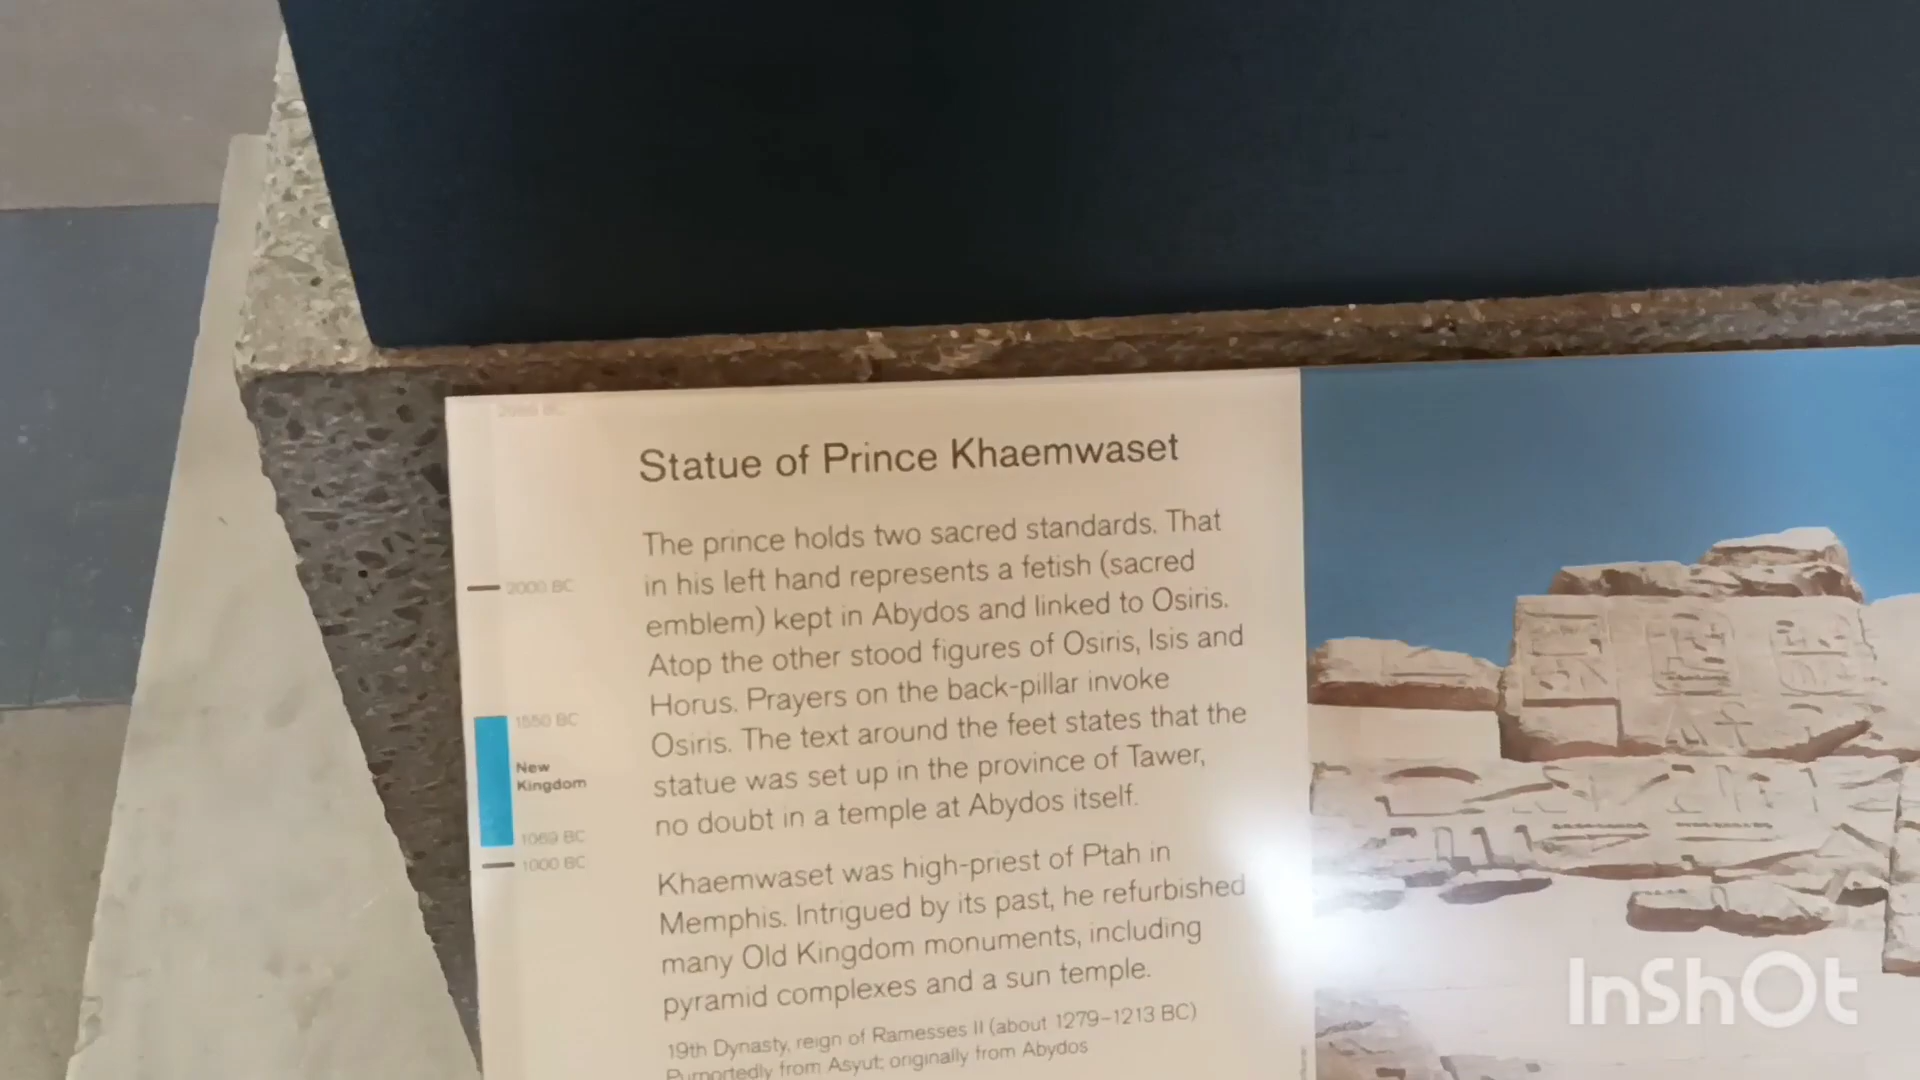 2686 BC
2000 BC
1550 BC
New
Kingdom
1069 BC
1000 BC
Statue of Prince Khaemwaset
The prince holds two sacred standards. That
in his left hand represents a fetish (sacred
emblem) kept in Abydos and linked to Osiris.
Atop the other stood figures of Osiris, Isis and
Horus. Prayers on the back-pillar invoke
Osiris. The text around the feet states that the
statue was set up in the province of Tawer,
no doubt in a temple at Abydos itself.
Khaemwaset was high-priest of Ptah in
Memphis. Intrigued by its past, he refurbished
many Old Kingdom monuments, including
pyramid complexes and a sun temple.
19th Dynasty, reign of Ramesses II (about 1279–1213 BC)
Purportedly from Asyut; originally from Abydos
InShOt